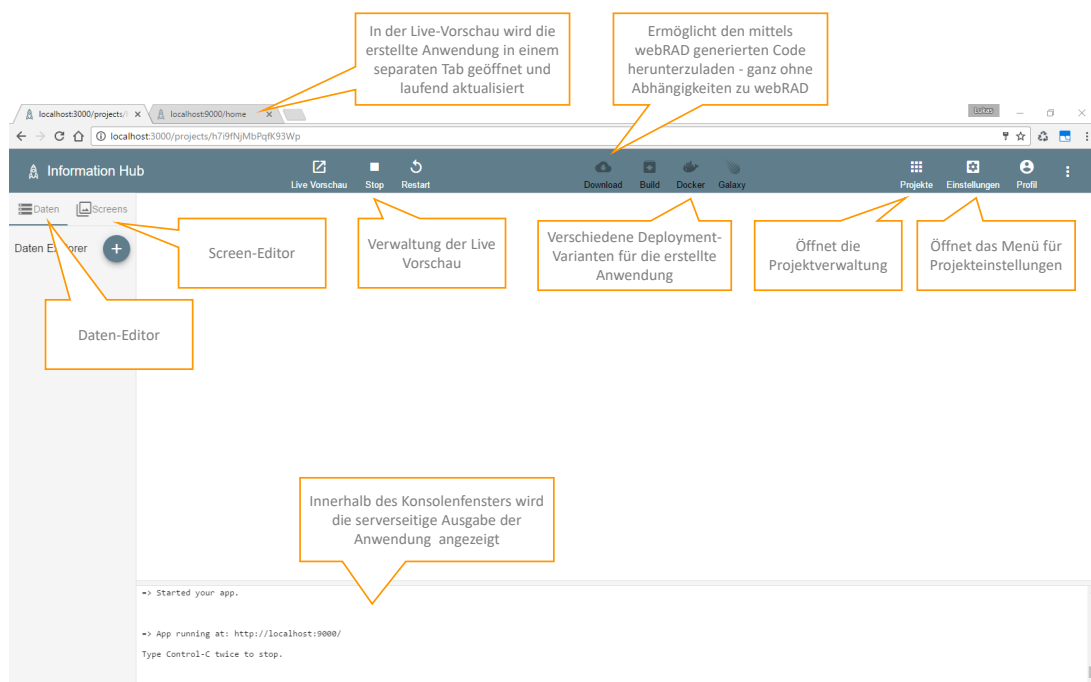 In der Live-Vorschau wird die
erstellte Anwendung in einem
separaten Tab geöffnet und
laufend aktualisiert
Ermöglicht den mittels
webRAD generierten Code
herunterzuladen - ganz ohne
Abhängigkeiten zu webRAD
localhost:3000/projects/
localhost:9000/home
Lukas
localhost:3000/projects/h7i9fNjMbPqfK93Wp
Information Hub
Live Vorschau
Stop
Restart
Download
Build
Docker
Galaxy
Projekte
Einstellungen
Profil
Daten
Screens
Daten Explorer
Screen-Editor
Verwaltung der Live
Vorschau
Verschiedene Deployment-
Varianten für die erstellte
Anwendung
Öffnet die
Projektverwaltung
Öffnet das Menü für
Projekteinstellungen
Daten-Editor
Innerhalb des Konsolenfensters wird
die serverseitige Ausgabe der
Anwendung angezeigt
=> Started your app.
=> App running at: http://localhost:9000/
Type Control-C twice to stop.